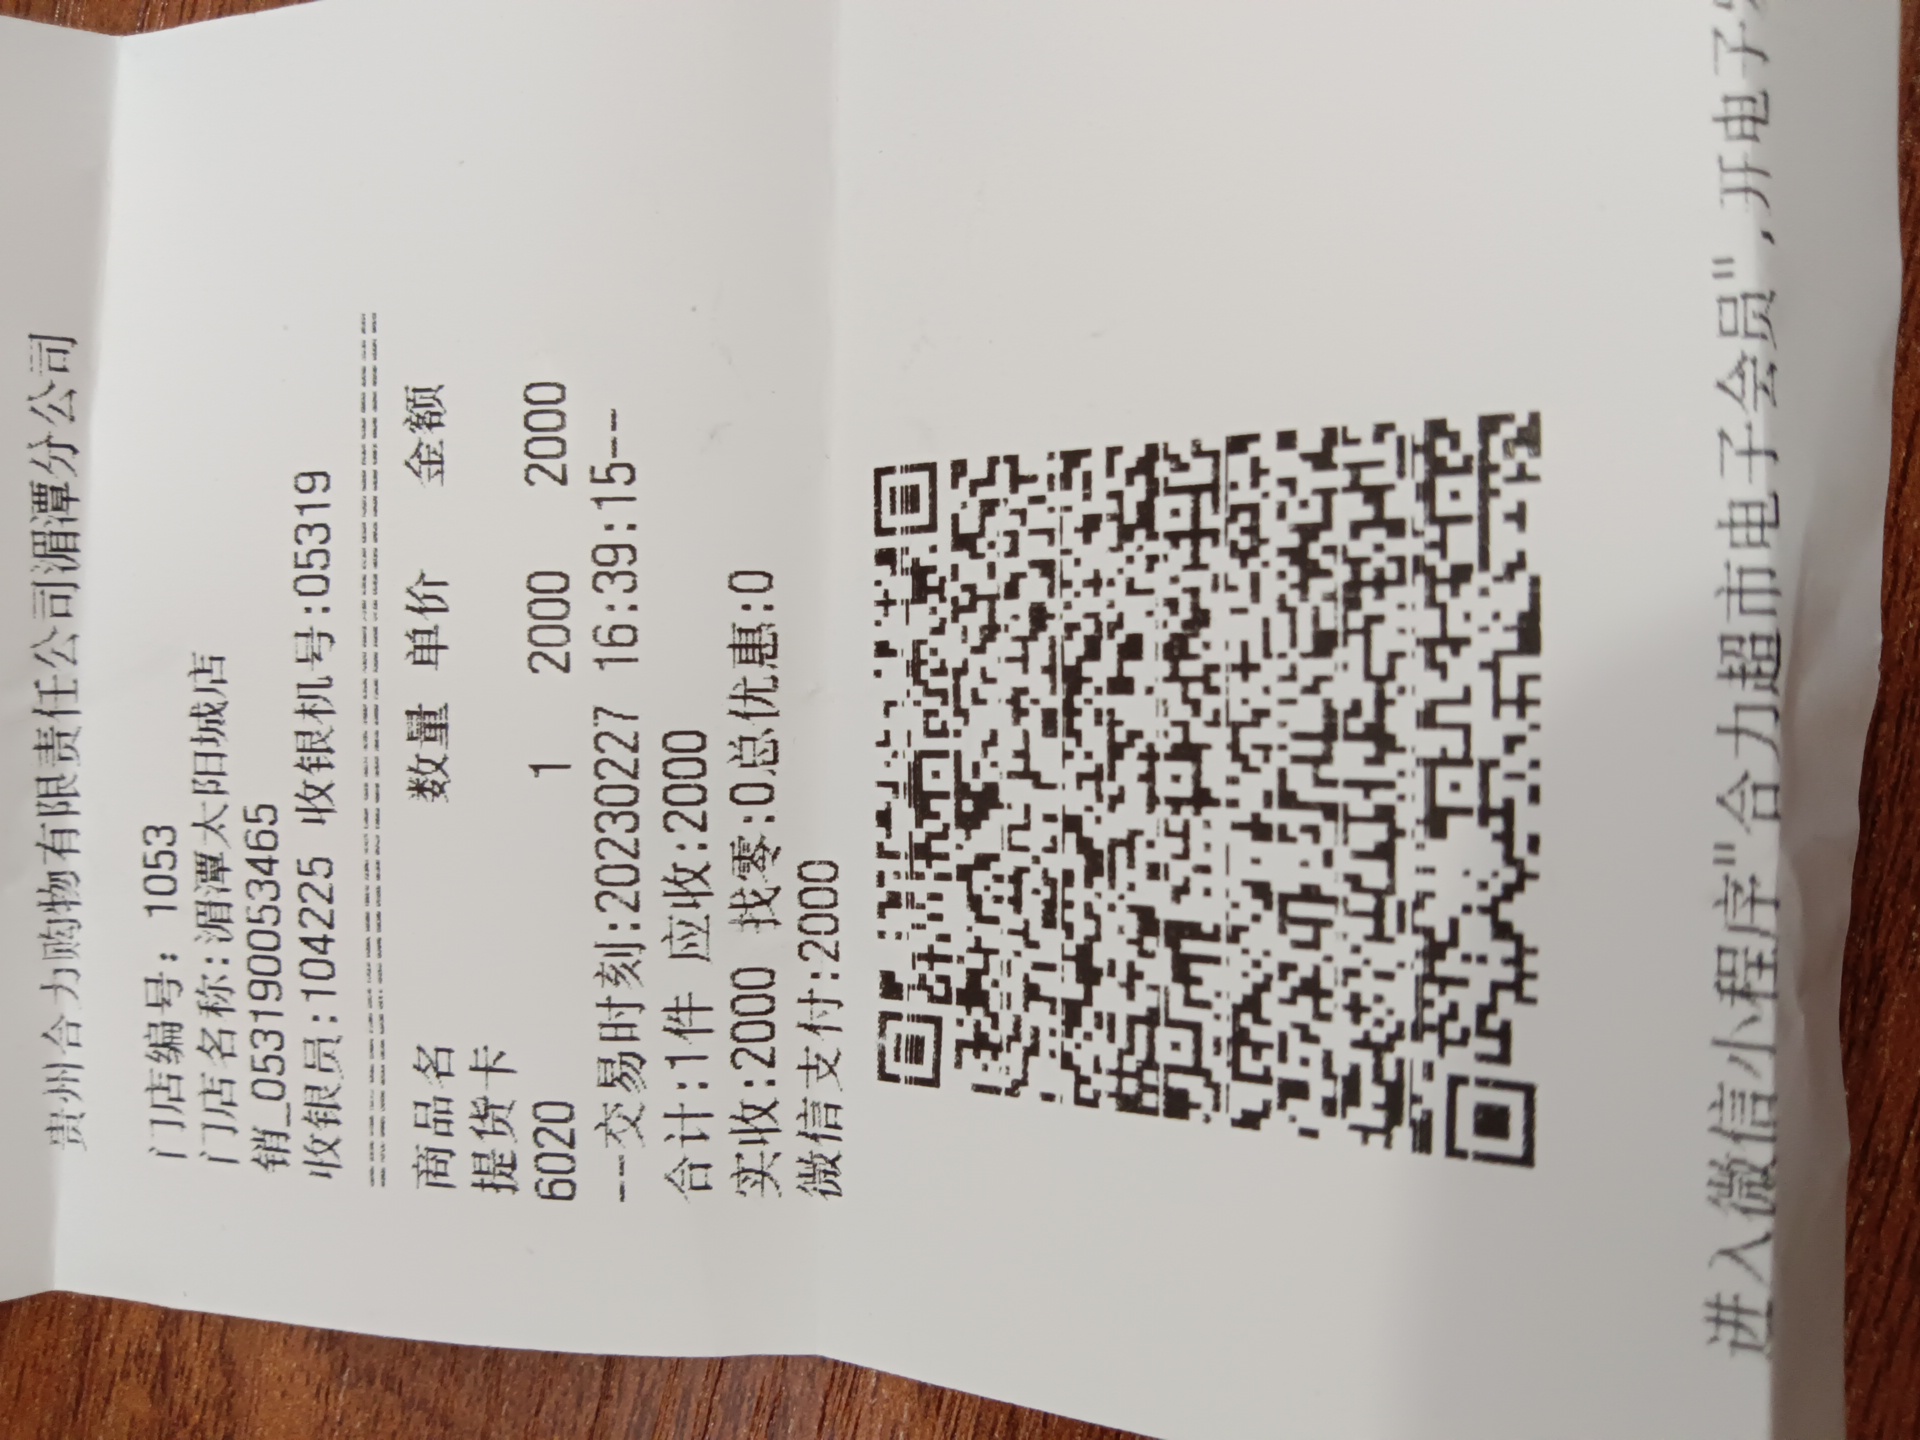 贵州合力购物有限责任公司湄潭分公司
门店编号: 1053
门店名称:湄潭太阳城店
销_0531900053465
收银员:104225 收银机号:05319
========================================
商品名 数量 单价 金额
提货卡
6020 1 2000 2000
--交易时刻:20230227 16:39:15--
合计:1件 应收:2000
实收:2000 找零:0总优惠:0
微信支付:2000
进入微信小程序"合力超市电子会员",开电子